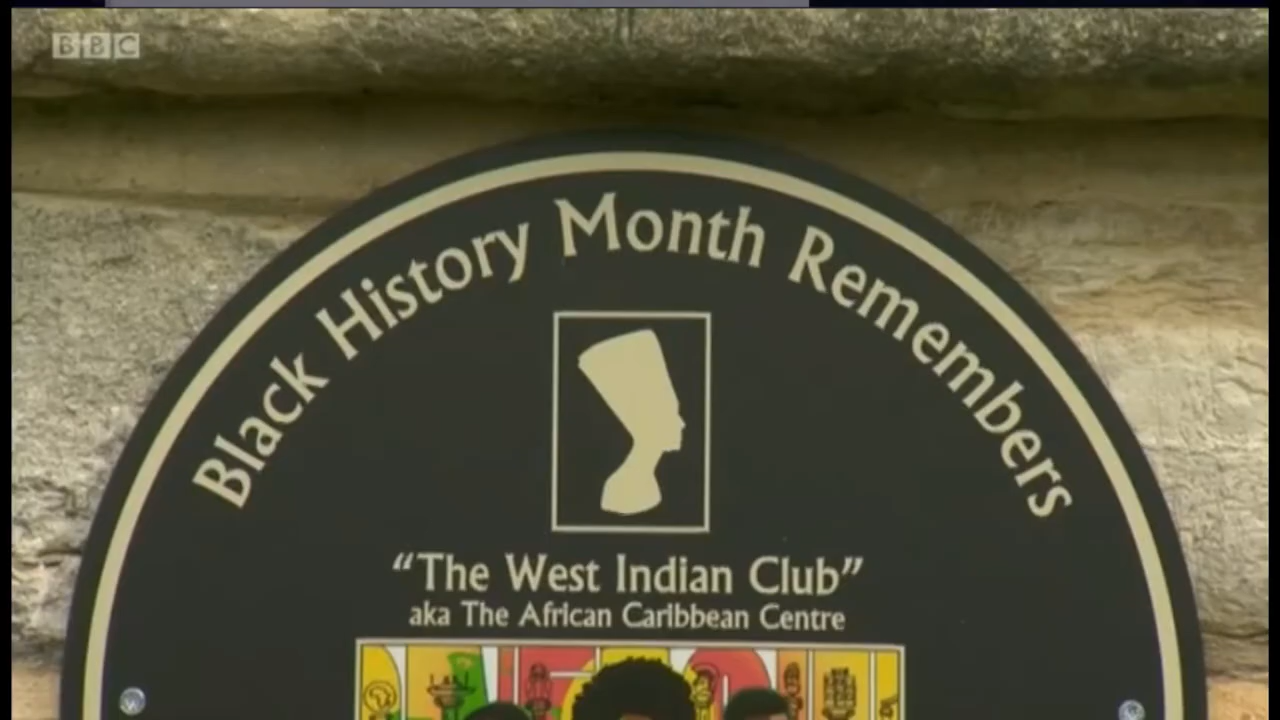 BBC
Black History Month Remembers
“The West Indian Club”
aka The African Caribbean Centre